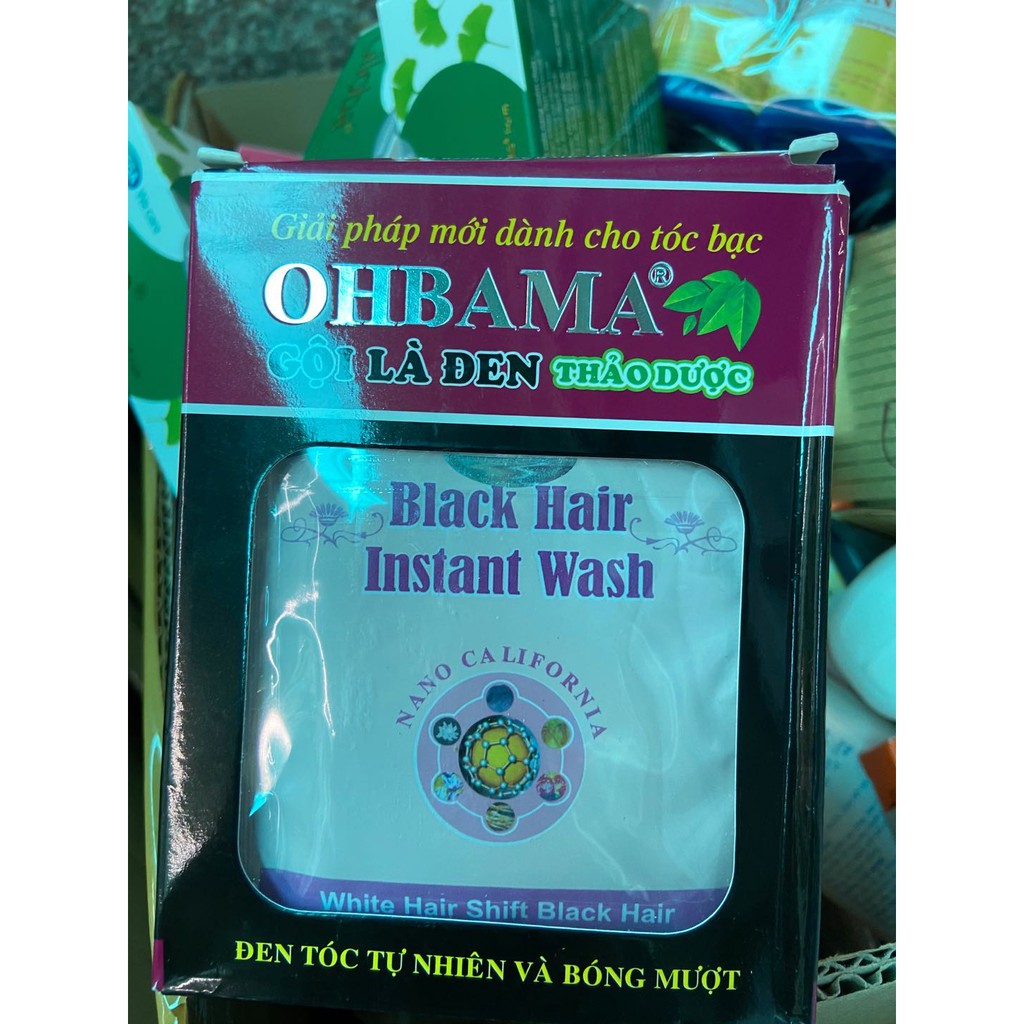 Giải pháp mới dành cho tóc bạc
OHBAMA®
GỘI LÀ ĐEN THẢO DƯỢC
Black Hair
Instant Wash
NANO CALIFORNIA
White Hair Shift Black Hair
ĐEN TÓC TỰ NHIÊN VÀ BÓNG MƯỢT